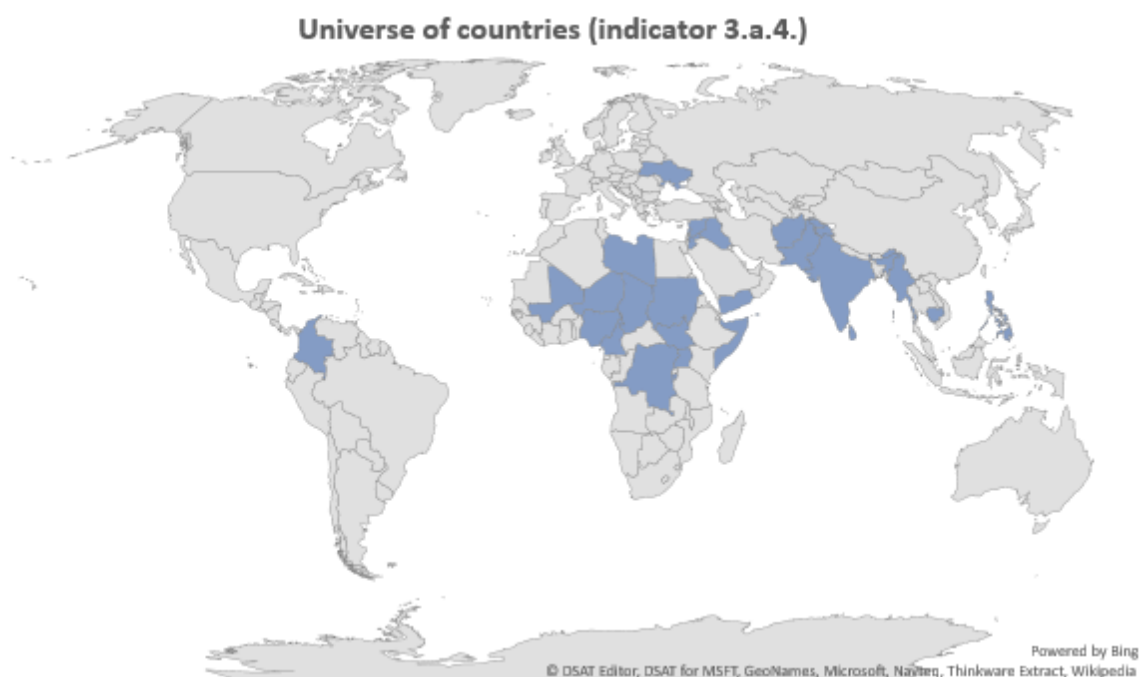 Universe of countries (indicator 3.a.4.)
Powered by Bing
© DSAT Editor, DSAT for MSFT, GeoNames, Microsoft, Navteq, Thinkware Extract, Wikipedia